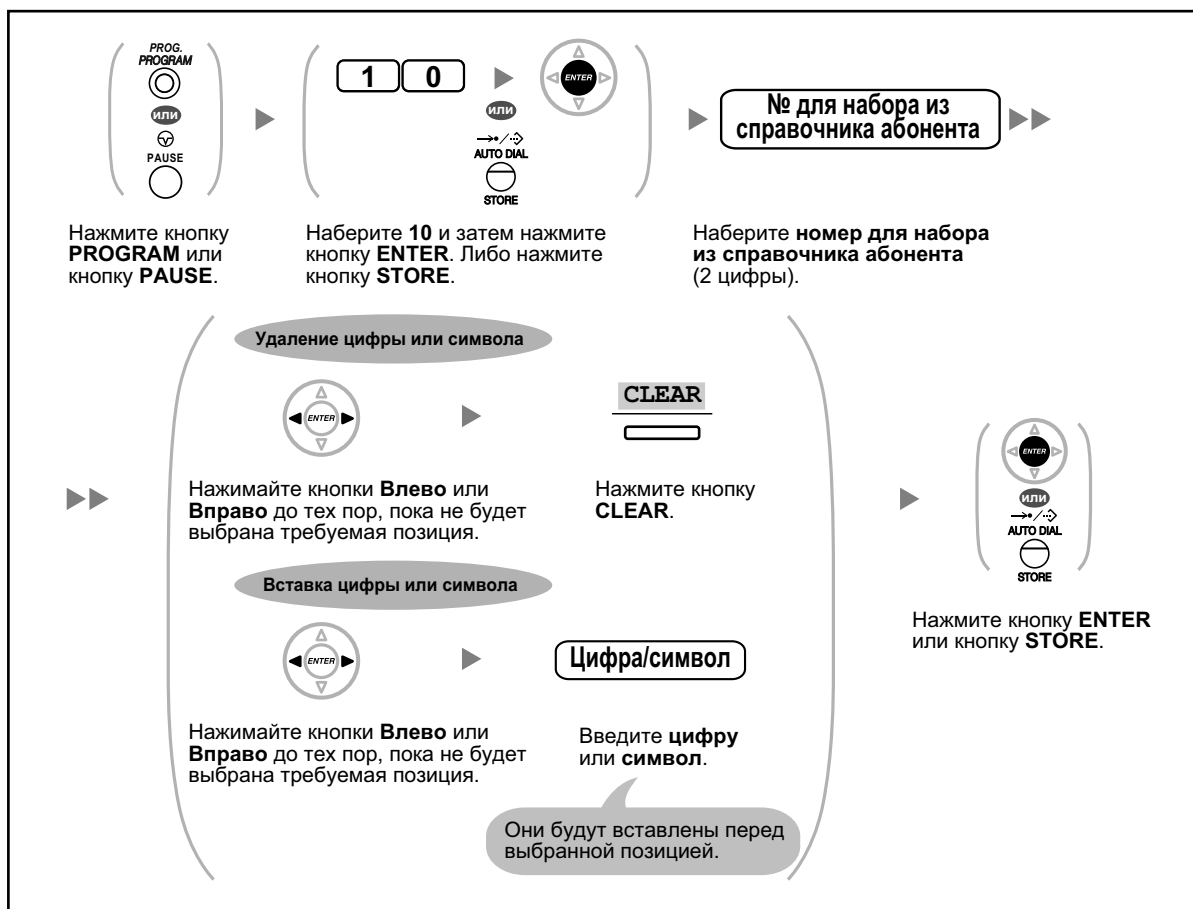 PROG.
PROGRAM
или
PAUSE
1 0
ENTER
или
AUTO DIAL
STORE
№ для набора из
справочника абонента
Нажмите кнопку
PROGRAM или
кнопку PAUSE.
Наберите 10 и затем нажмите
кнопку ENTER. Либо нажмите
кнопку STORE.
Наберите номер для набора
из справочника абонента
(2 цифры).
Удаление цифры или символа
ENTER
CLEAR
Нажимайте кнопки Влево или
Вправо до тех пор, пока не будет
выбрана требуемая позиция.
Нажмите кнопку
CLEAR.
Вставка цифры или символа
ENTER
Цифра/символ
Нажимайте кнопки Влево или
Вправо до тех пор, пока не будет
выбрана требуемая позиция.
Введите цифру
или символ.
Они будут вставлены перед
выбранной позицией.
ENTER
или
AUTO DIAL
STORE
Нажмите кнопку ENTER
или кнопку STORE.